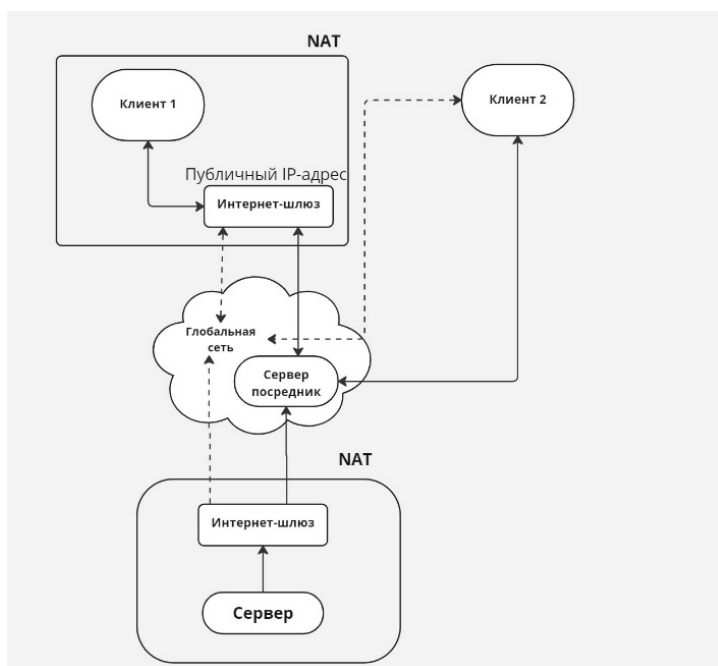 NAT
Клиент 1
Клиент 2
Публичный IP-адрес
Интернет-шлюз
Глобальная
сеть
Сервер
посредник
NAT
Интернет-шлюз
Сервер